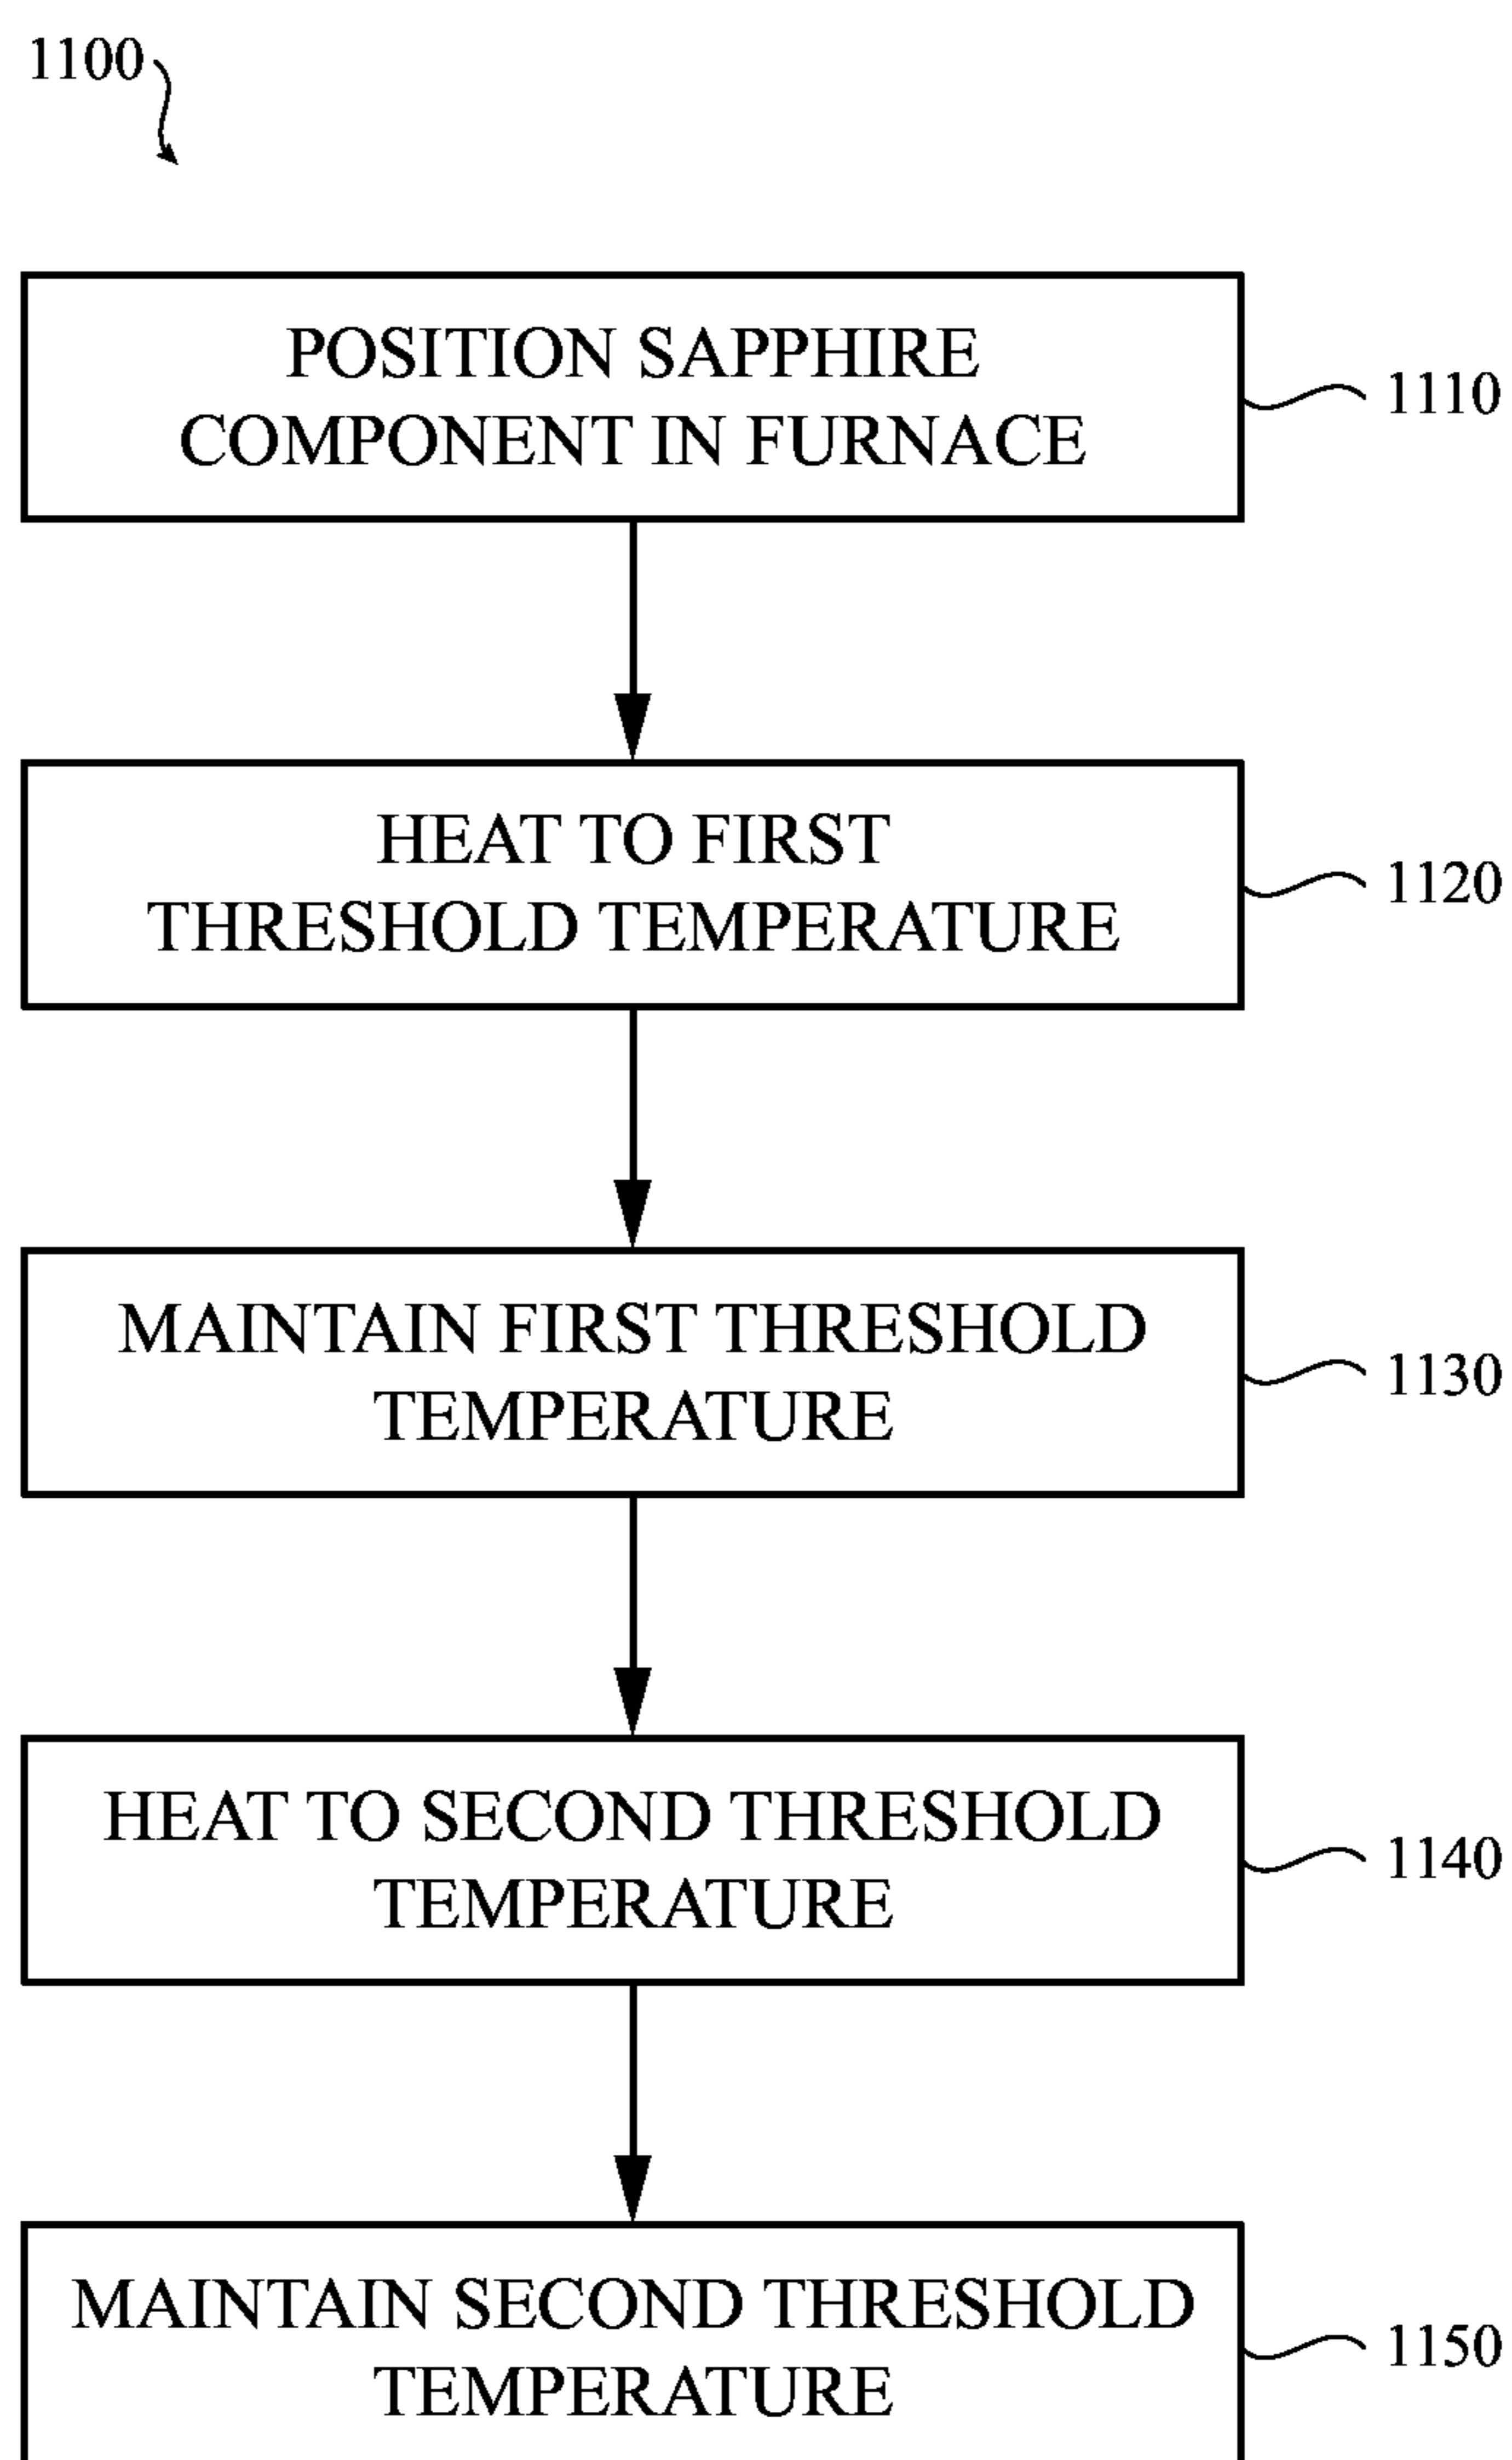 1100
POSITION SAPPHIRE
COMPONENT IN FURNACE
1110
HEAT TO FIRST
THRESHOLD TEMPERATURE
1120
MAINTAIN FIRST THRESHOLD
TEMPERATURE
1130
HEAT TO SECOND THRESHOLD
TEMPERATURE
1140
MAINTAIN SECOND THRESHOLD
TEMPERATURE
1150